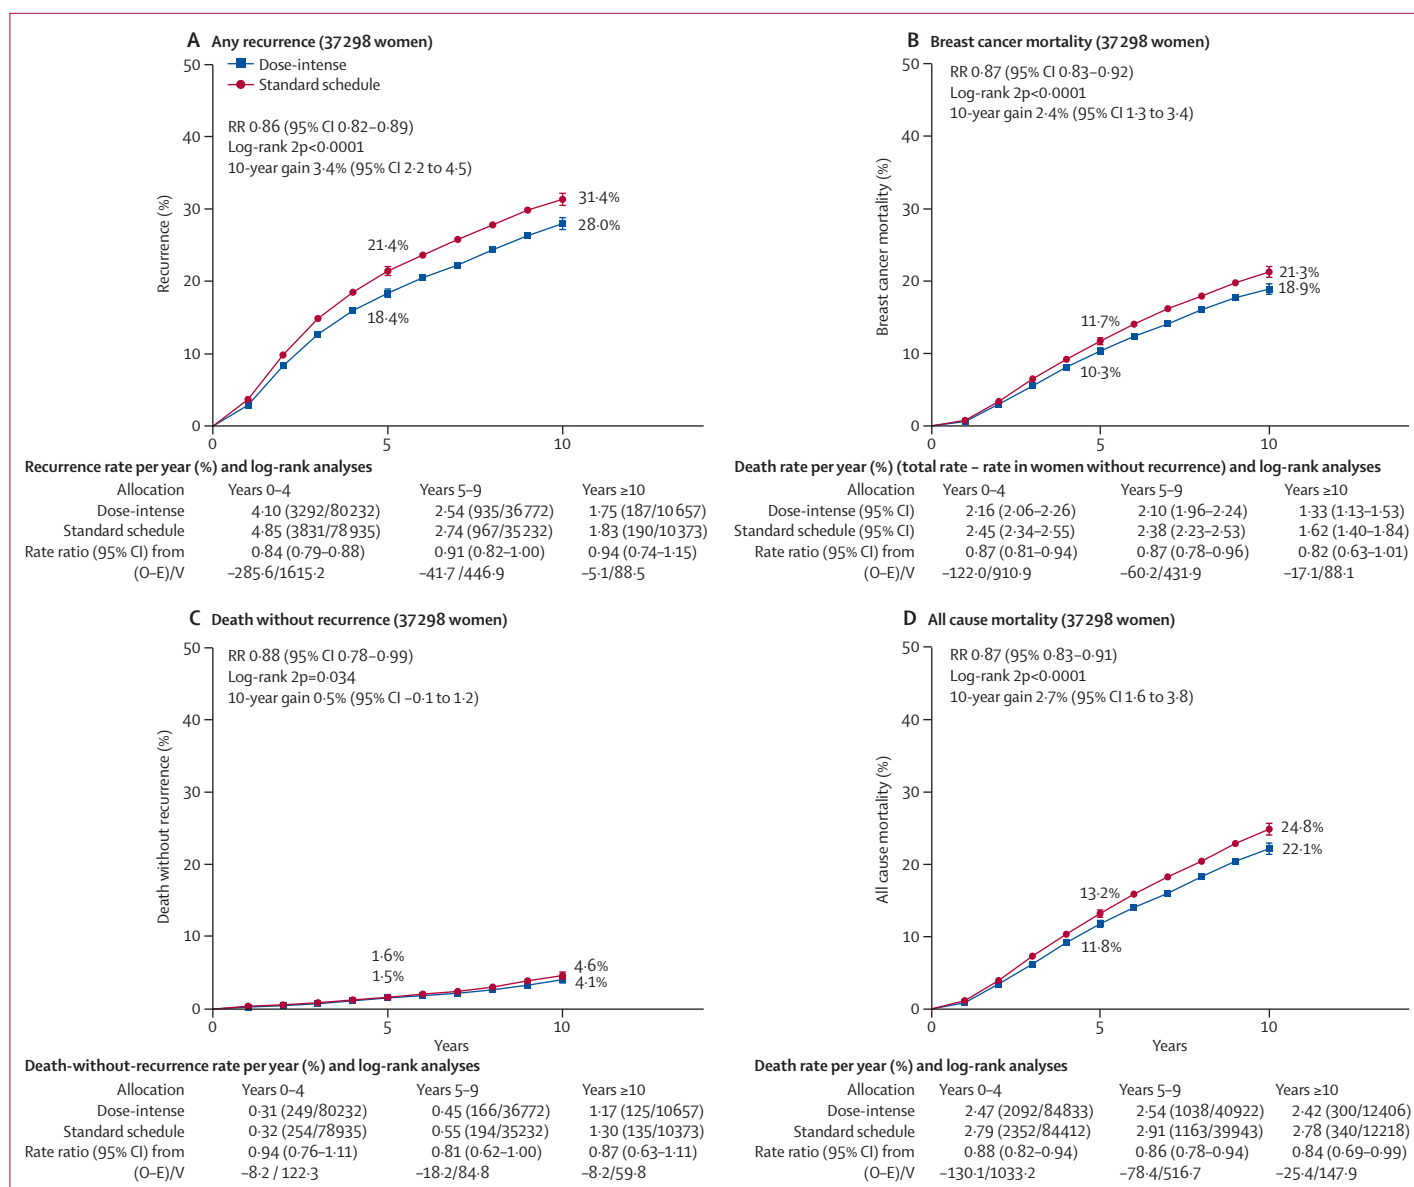 A Any recurrence (37 298 women)
Dose-intense
Standard schedule
RR 0·86 (95% CI 0·82–0·89)
Log-rank 2p<0·0001
10-year gain 3·4% (95% CI 2·2 to 4·5)
Recurrence (%)
50
40
30
20
10
0
31·4%
28·0%
21·4%
18·4%
0 5 10
Recurrence rate per year (%) and log-rank analyses
Allocation Years 0–4 Years 5–9 Years ≥10
Dose-intense 4·10 (3292/80 232) 2·54 (935/36 772) 1·75 (187/10 657)
Standard schedule 4·85 (3831/78 935) 2·74 (967/35 232) 1·83 (190/10 373)
Rate ratio (95% CI) from 0·84 (0·79–0·88) 0·91 (0·82–1·00) 0·94 (0·74–1·15)
(O–E)/V –285·6/1615·2 –41·7 /446·9 –5·1/88·5
B Breast cancer mortality (37 298 women)
RR 0·87 (95% CI 0·83–0·92)
Log-rank 2p<0·0001
10-year gain 2·4% (95% CI 1·3 to 3·4)
Breast cancer mortality (%)
50
40
30
20
10
0
21·3%
18·9%
11·7%
10·3%
0 5 10
Death rate per year (%) (total rate – rate in women without recurrence) and log-rank analyses
Allocation Years 0–4 Years 5–9 Years ≥10
Dose-intense (95% CI) 2·16 (2·06–2·26) 2·10 (1·96–2·24) 1·33 (1·13–1·53)
Standard schedule (95% CI) 2·45 (2·34–2·55) 2·38 (2·23–2·53) 1·62 (1·40–1·84)
Rate ratio (95% CI) from 0·87 (0·81–0·94) 0·87 (0·78–0·96) 0·82 (0·63–1·01)
(O–E)/V –122·0/910·9 –60·2/431·9 –17·1/88·1
C Death without recurrence (37 298 women)
RR 0·88 (95% CI 0·78–0·99)
Log-rank 2p=0·034
10-year gain 0·5% (95% CI –0·1 to 1·2)
Death without recurrence (%)
50
40
30
20
10
0
1·6%
1·5%
4·6%
4·1%
0 5 10
Years
Death-without-recurrence rate per year (%) and log-rank analyses
Allocation Years 0–4 Years 5–9 Years ≥10
Dose-intense 0·31 (249/80232) 0·45 (166/36772) 1·17 (125/10657)
Standard schedule 0·32 (254/78935) 0·55 (194/35232) 1·30 (135/10373)
Rate ratio (95% CI) from 0·94 (0·76–1·11) 0·81 (0·62–1·00) 0·87 (0·63–1·11)
(O–E)/V –8·2 / 122·3 –18·2/84·8 –8·2/59·8
D All cause mortality (37 298 women)
RR 0·87 (95% 0·83–0·91)
Log-rank 2p<0·0001
10-year gain 2·7% (95% CI 1·6 to 3·8)
All cause mortality (%)
50
40
30
20
10
0
24·8%
22·1%
13·2%
11·8%
0 5 10
Years
Death rate per year (%) and log-rank analyses
Allocation Years 0–4 Years 5–9 Years ≥10
Dose-intense 2·47 (2092/84833) 2·54 (1038/40922) 2·42 (300/12406)
Standard schedule 2·79 (2352/84412) 2·91 (1163/39943) 2·78 (340/12218)
Rate ratio (95% CI) from 0·88 (0·82–0·94) 0·86 (0·78–0·94) 0·84 (0·69–0·99)
(O–E)/V –130·1/1033·2 –78·4/516·7 –25·4/147·9